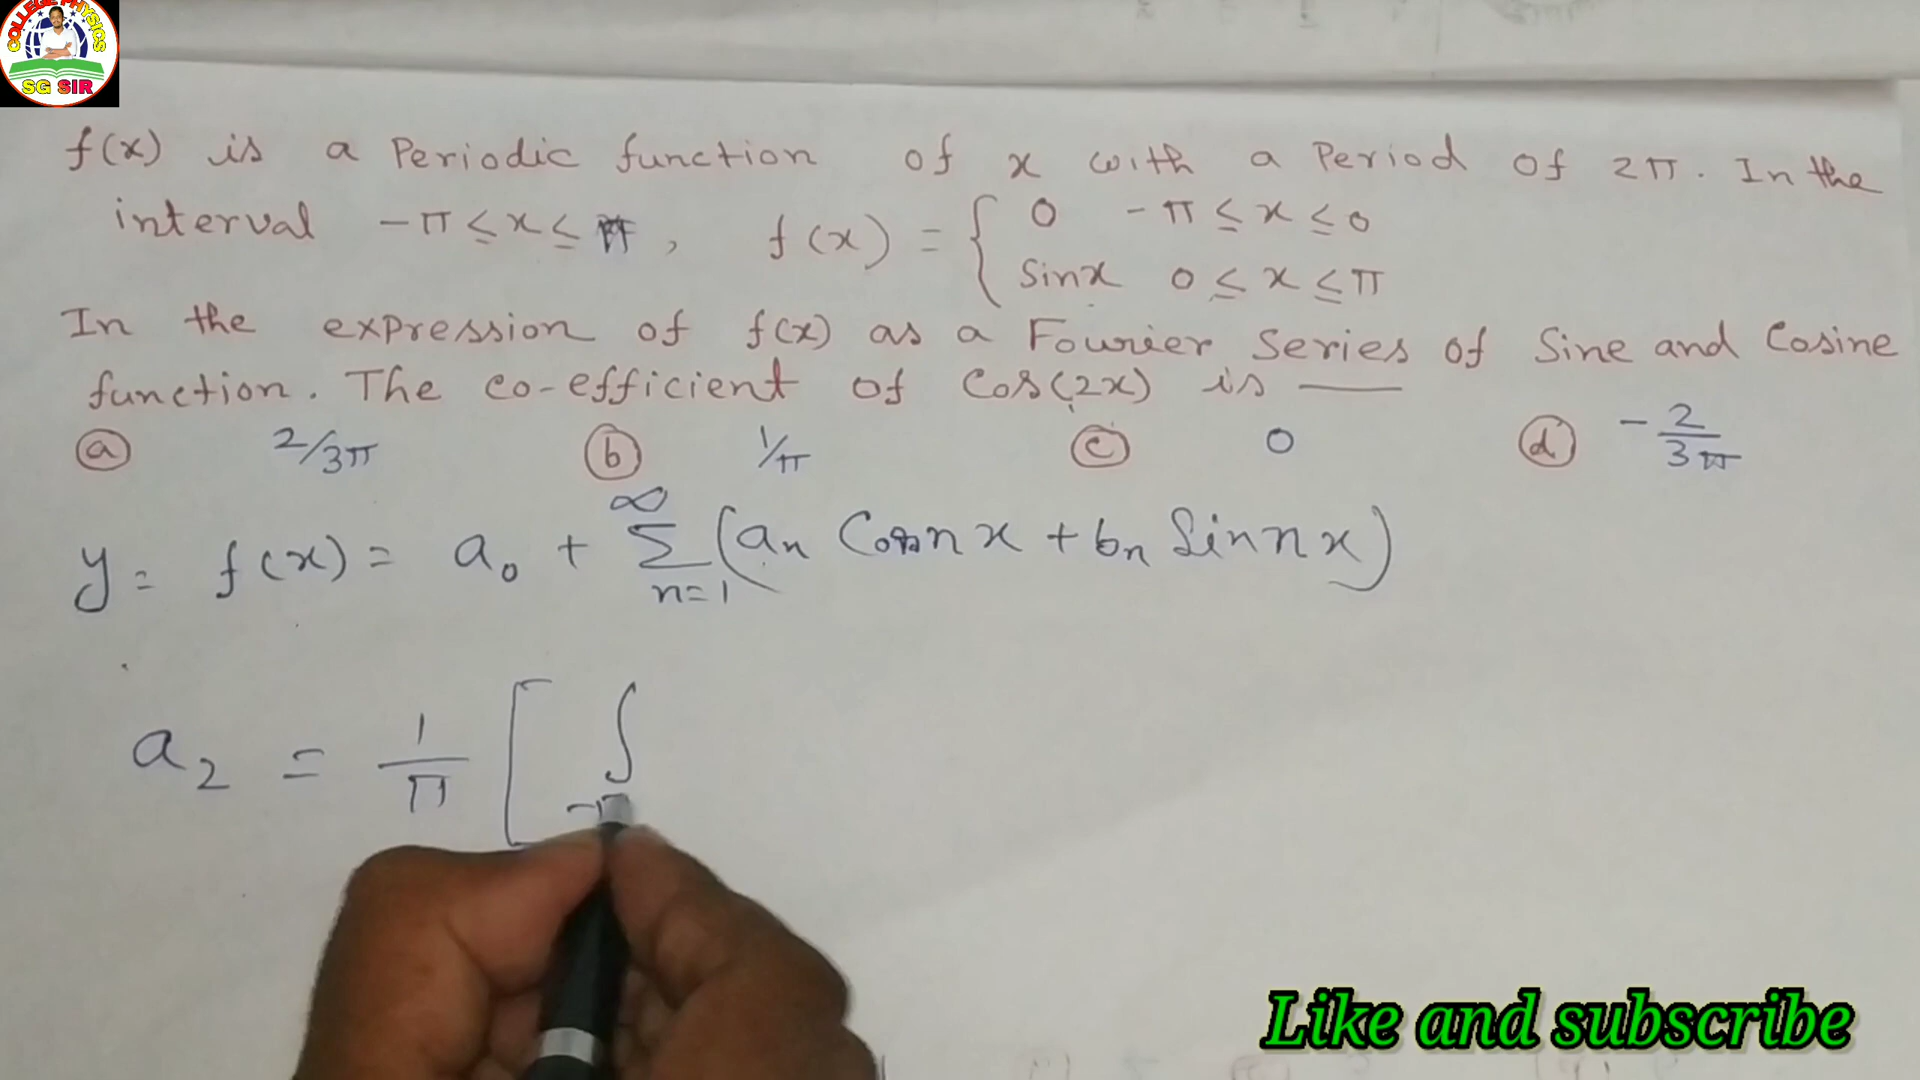 COLLEGE PHYSICS
SG SIR
f(x) is a Periodic function of x with a Period of 2π. In the
interval -π ≤ x ≤ π, f(x) = { 0 -π ≤ x ≤ 0
sinx 0 ≤ x ≤ π
In the expression of f(x) as a Fourier Series of Sine and Cosine
function. The co-efficient of Cos(2x) is ——
(a) 2/3π (b) 1/π (c) 0 (d) -2/3π
y = f(x) = a₀ + ∞ Σ n=1 (aₙ Cos nx + bₙ Sin nx)
a₂ = 1/π [ ∫ -π
Like and subscribe